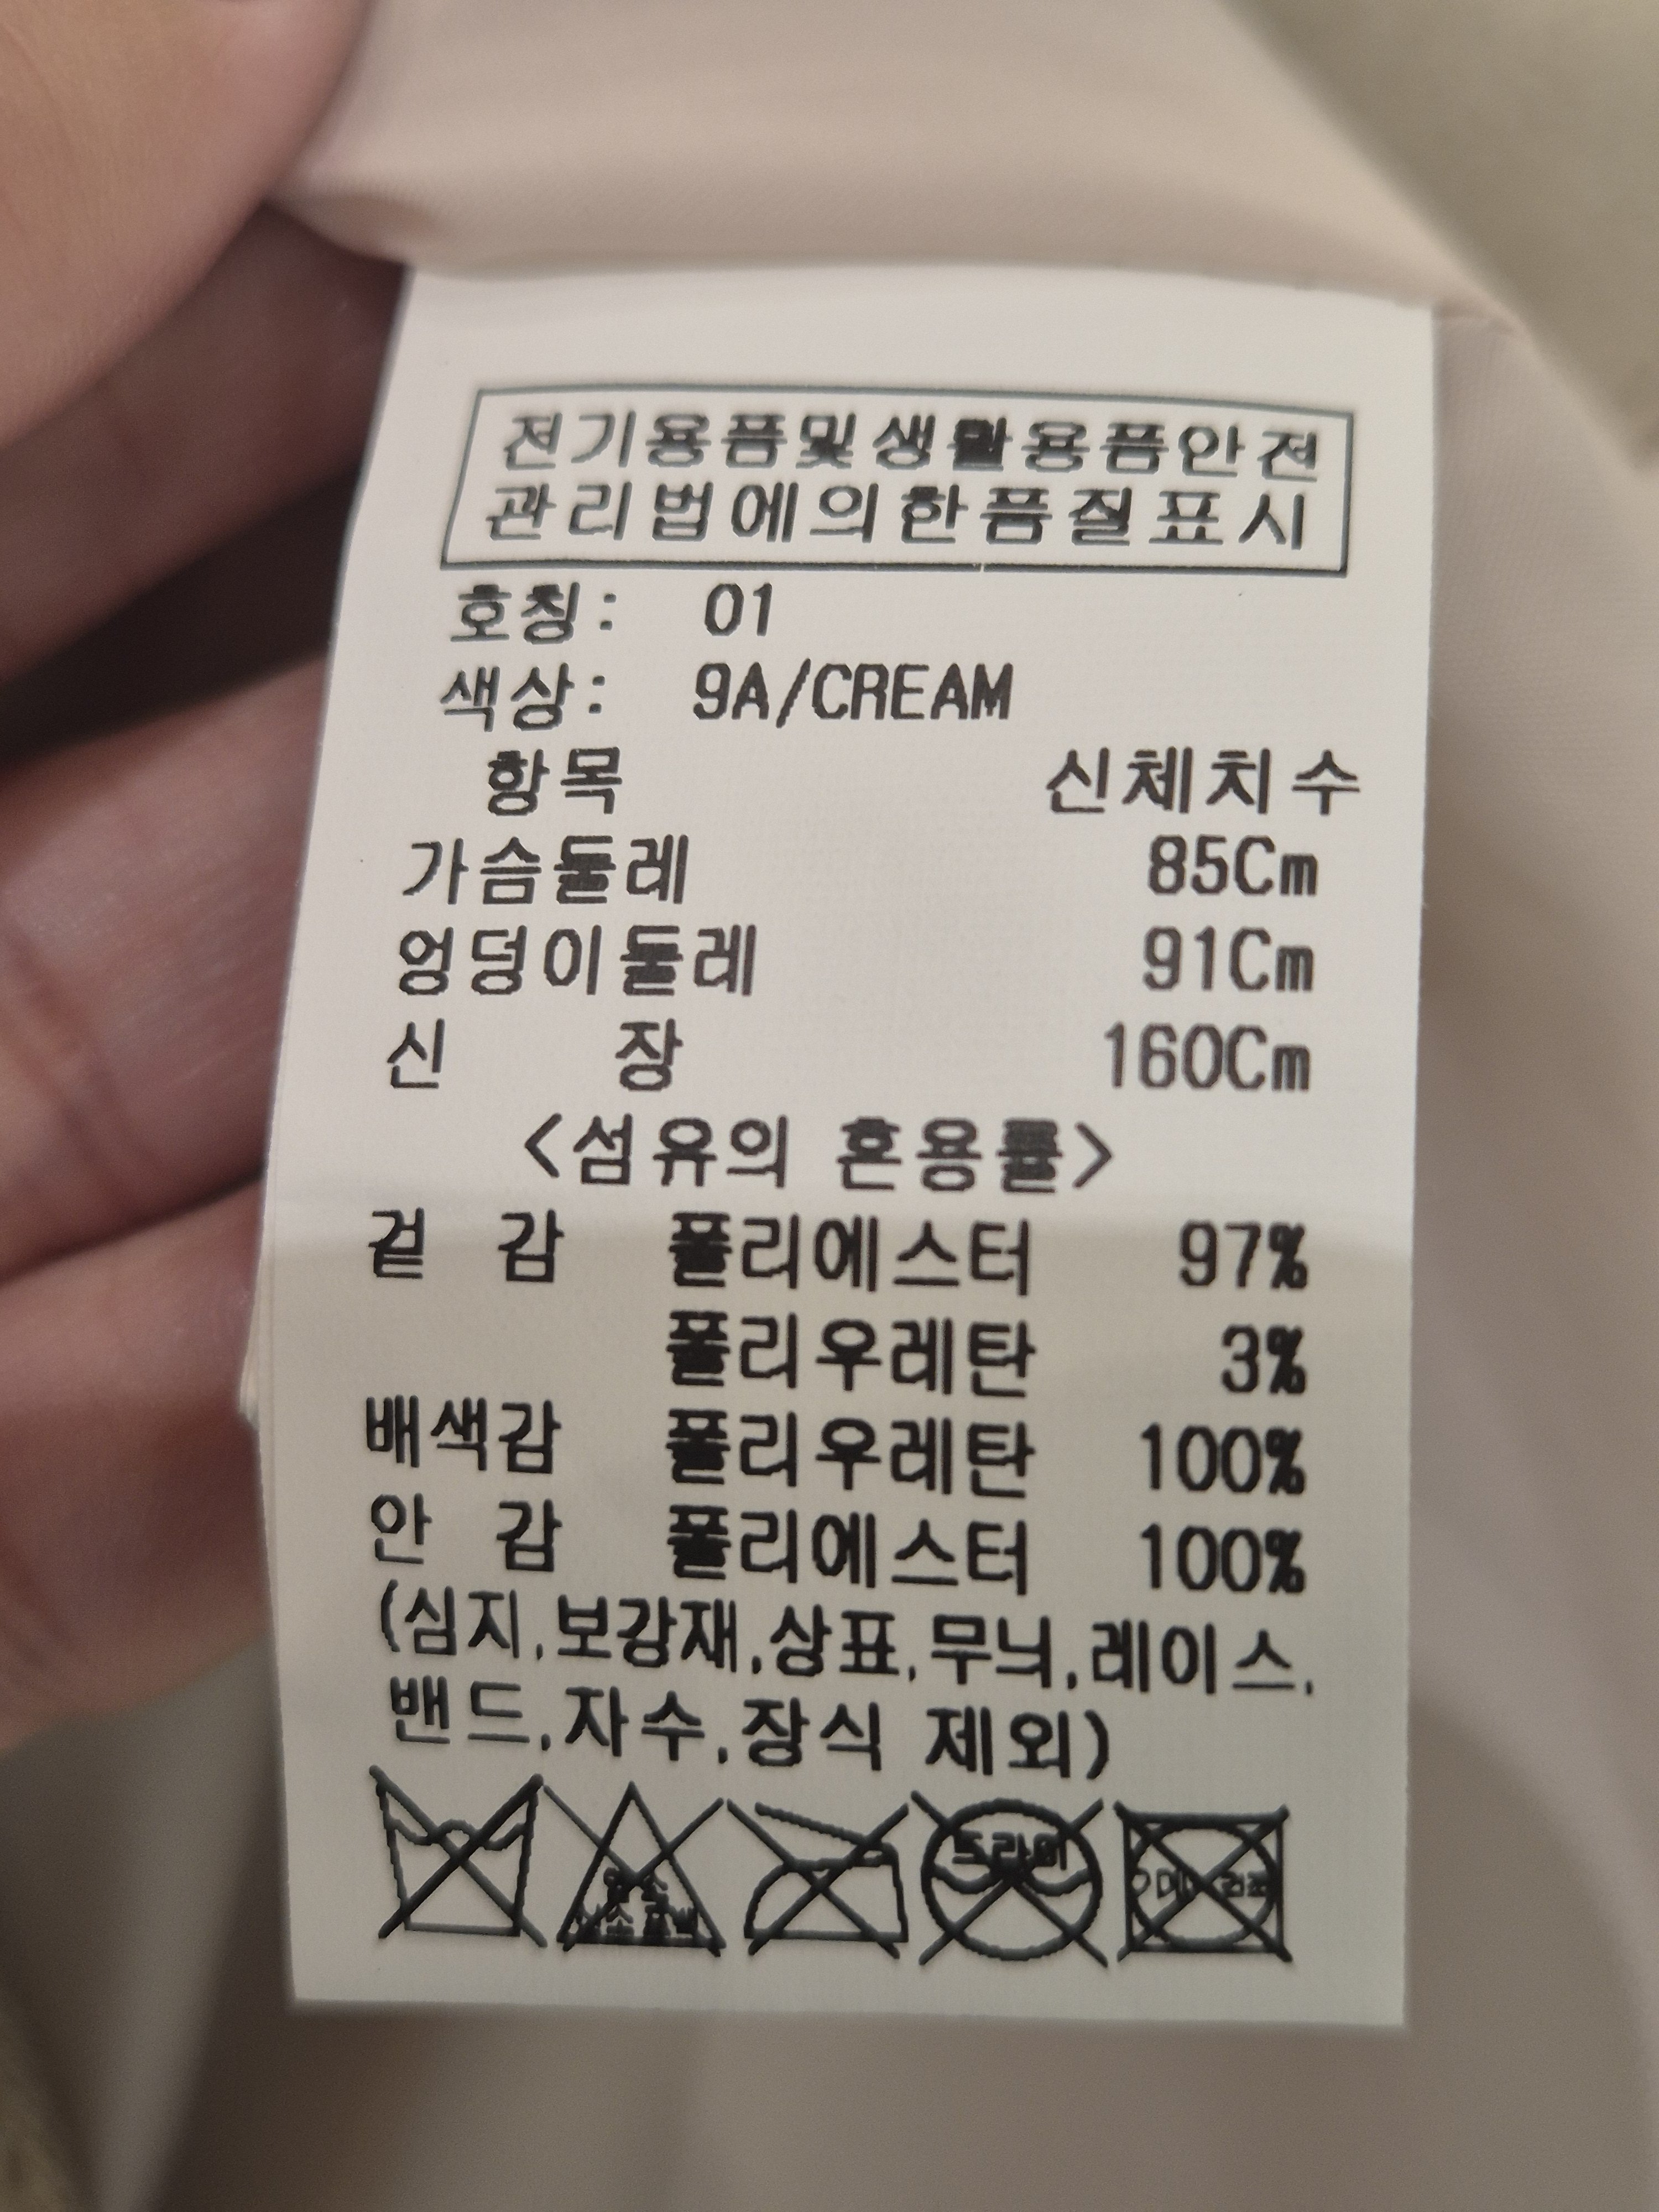 전기용품및생활용품안전
관리법에의한품질표시
호칭: 01
색상: 9A/CREAM
항목 신체치수
가슴둘레 85Cm
엉덩이둘레 91Cm
신 장 160Cm
<섬유의 혼용률>
겉 감 폴리에스터 97%
폴리우레탄 3%
배색감 폴리우레탄 100%
안 감 폴리에스터 100%
(심지,보강재,상표,무늬,레이스,
밴드,자수,장식 제외)
드라이